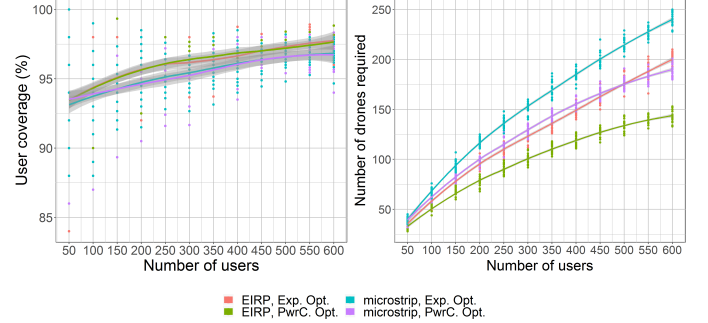 100
95
90
85
User coverage (%)
50 100 150 200 250 300 350 400 450 500 550 600
Number of users
250
200
150
100
50
Number of drones required
50 100 150 200 250 300 350 400 450 500 550 600
Number of users
EIRP, Exp. Opt.
EIRP, PwrC. Opt.
microstrip, Exp. Opt.
microstrip, PwrC. Opt.